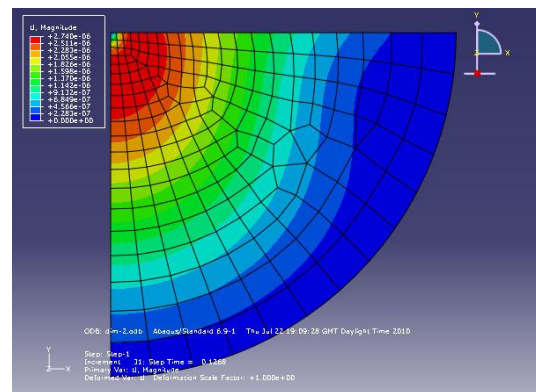 U, Magnitude
+2.740e-06
+2.511e-06
+2.283e-06
+2.055e-06
+1.826e-06
+1.598e-06
+1.370e-06
+1.142e-06
+9.132e-07
+6.849e-07
+4.566e-07
+2.283e-07
+0.000e+00
Y
Z X
ODB: dim-2.odb Abaqus/Standard 6.9-1 Thu Jul 22 19:09:28 GMT Daylight Time 2010
Y
Z X
Step: Step-1
Increment 31: Step Time = 0.1268
Primary Var: U, Magnitude
Deformed Var: U Deformation Scale Factor: +1.000e+00